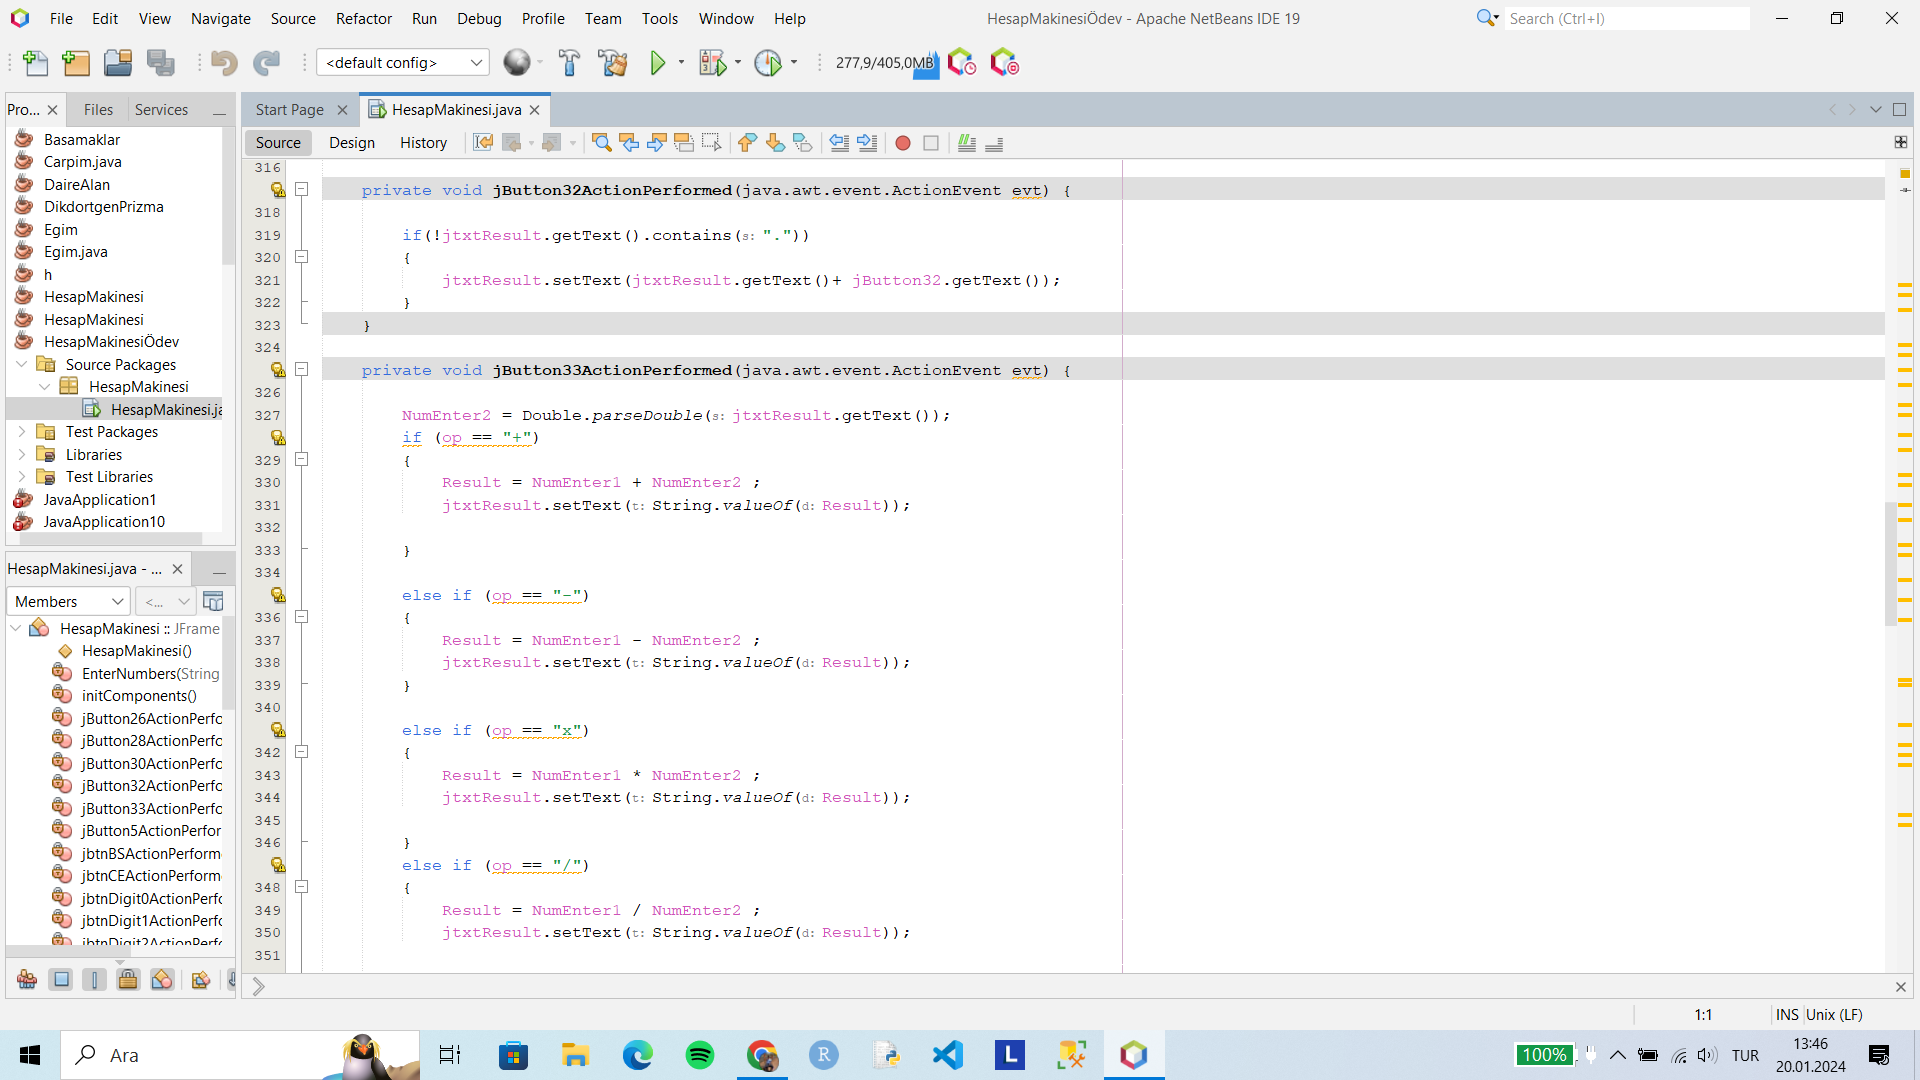 File Edit View Navigate Source Refactor Run Debug Profile Team Tools Window Help
HesapMakinesiÖdev - Apache NetBeans IDE 19
Search (Ctrl+I)
<default config>
277,9/405,0MB
Pro... Files Services
Basamaklar
Carpim.java
DaireAlan
DikdortgenPrizma
Egim
Egim.java
h
HesapMakinesi
HesapMakinesi
HesapMakinesiÖdev
Source Packages
HesapMakinesi
HesapMakinesi.ja
Test Packages
Libraries
Test Libraries
JavaApplication1
JavaApplication10
HesapMakinesi.java - ...
Members <...
HesapMakinesi :: JFrame
HesapMakinesi()
EnterNumbers(String
initComponents()
jButton26ActionPerfo
jButton28ActionPerfo
jButton30ActionPerfo
jButton32ActionPerfo
jButton33ActionPerfo
jButton5ActionPerfor
jbtnBSActionPerform
jbtnCEActionPerform
jbtnDigit0ActionPerfo
jbtnDigit1ActionPerfo
jbtnDigit2ActionPerfo
Start Page HesapMakinesi.java
Source Design History
316
private void jButton32ActionPerformed(java.awt.event.ActionEvent evt) {
318
319 if(!jtxtResult.getText().contains(s: "."))
320 {
321 jtxtResult.setText(jtxtResult.getText()+ jButton32.getText());
322 }
323 }
324
private void jButton33ActionPerformed(java.awt.event.ActionEvent evt) {
326
327 NumEnter2 = Double.parseDouble(s: jtxtResult.getText());
if (op == "+")
329 {
330 Result = NumEnter1 + NumEnter2 ;
331 jtxtResult.setText(t: String.valueOf(d: Result));
332
333 }
334
else if (op == "-")
336 {
337 Result = NumEnter1 - NumEnter2 ;
338 jtxtResult.setText(t: String.valueOf(d: Result));
339 }
340
else if (op == "x")
342 {
343 Result = NumEnter1 * NumEnter2 ;
344 jtxtResult.setText(t: String.valueOf(d: Result));
345
346 }
else if (op == "/")
348 {
349 Result = NumEnter1 / NumEnter2 ;
350 jtxtResult.setText(t: String.valueOf(d: Result));
351
1:1 INS Unix (LF)
Ara
100% TUR
13:46
20.01.2024